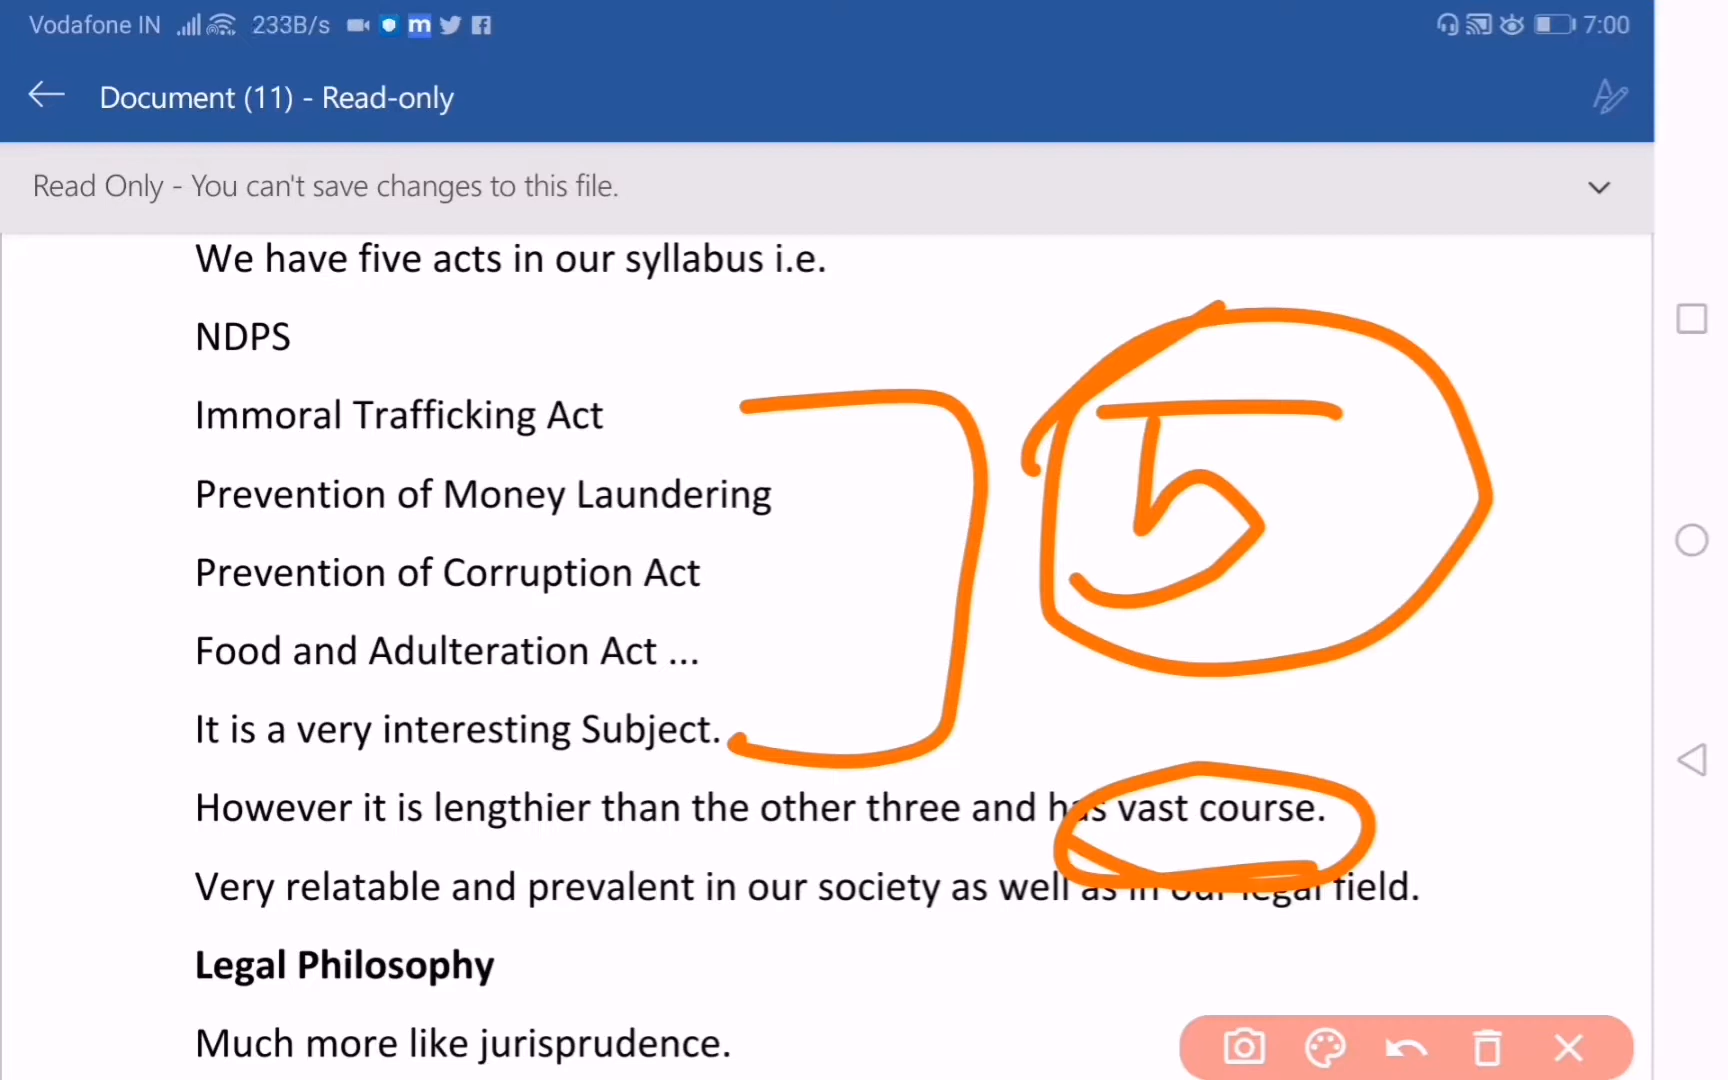 Vodafone IN 233B/s m 7:00
Document (11) - Read-only
Read Only - You can't save changes to this file.
We have five acts in our syllabus i.e.
NDPS
Immoral Trafficking Act
5
Prevention of Money Laundering
Prevention of Corruption Act
Food and Adulteration Act ...
It is a very interesting Subject.
However it is lengthier than the other three and has vast course.
Very relatable and prevalent in our society as well as in our legal field.
Legal Philosophy
Much more like jurisprudence.